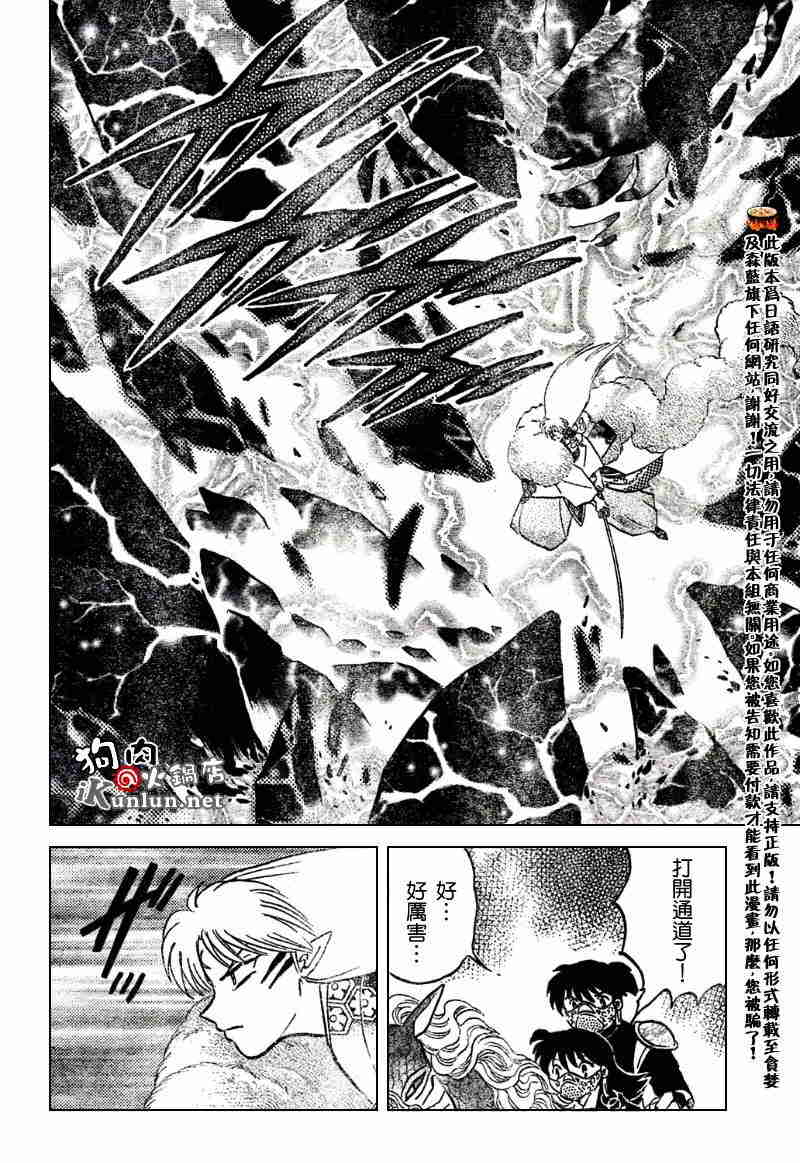 此版本爲日語研究同好交流之用,請勿用于任何商業用途.如您喜歡此作品,請支持正版!請勿以任何形式轉載至貪婪
及森藍旗下任何網站,謝謝!一切法律責任與本組無關.如果您被告知需要付款才能看到此漫畫,那麼,您被騙了!
狗肉
火鍋店
iKunlun.net
打開通道了!
好…
好厲害…